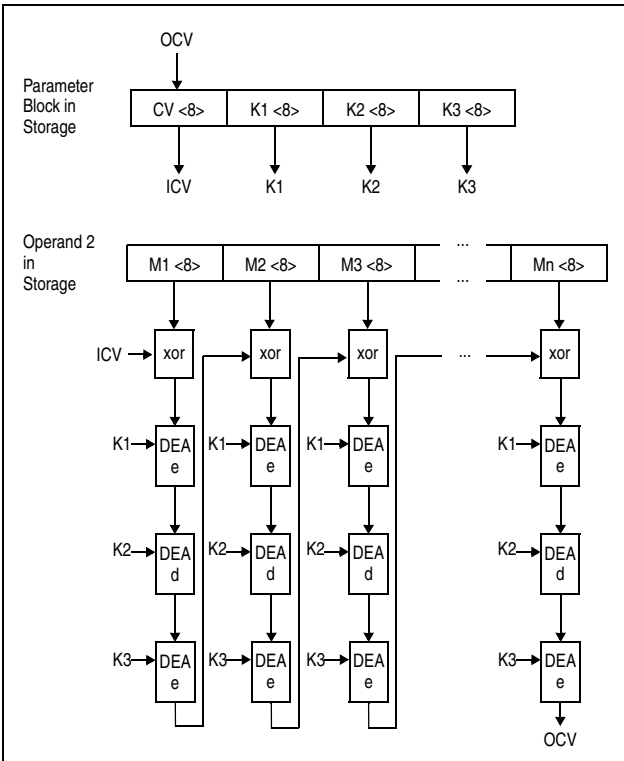 OCV
Parameter
Block in
Storage
CV <8> K1 <8> K2 <8> K3 <8>
ICV K1 K2 K3
Operand 2
in
Storage
...
M1 <8> M2 <8> M3 <8> Mn <8>
...
ICV xor xor xor ... xor
K1 DEA K1 DEA K1 DEA K1 DEA
e e e e
K2 DEA K2 DEA K2 DEA K2 DEA
d d d d
K3 DEA K3 DEA K3 DEA K3 DEA
e e e e
OCV